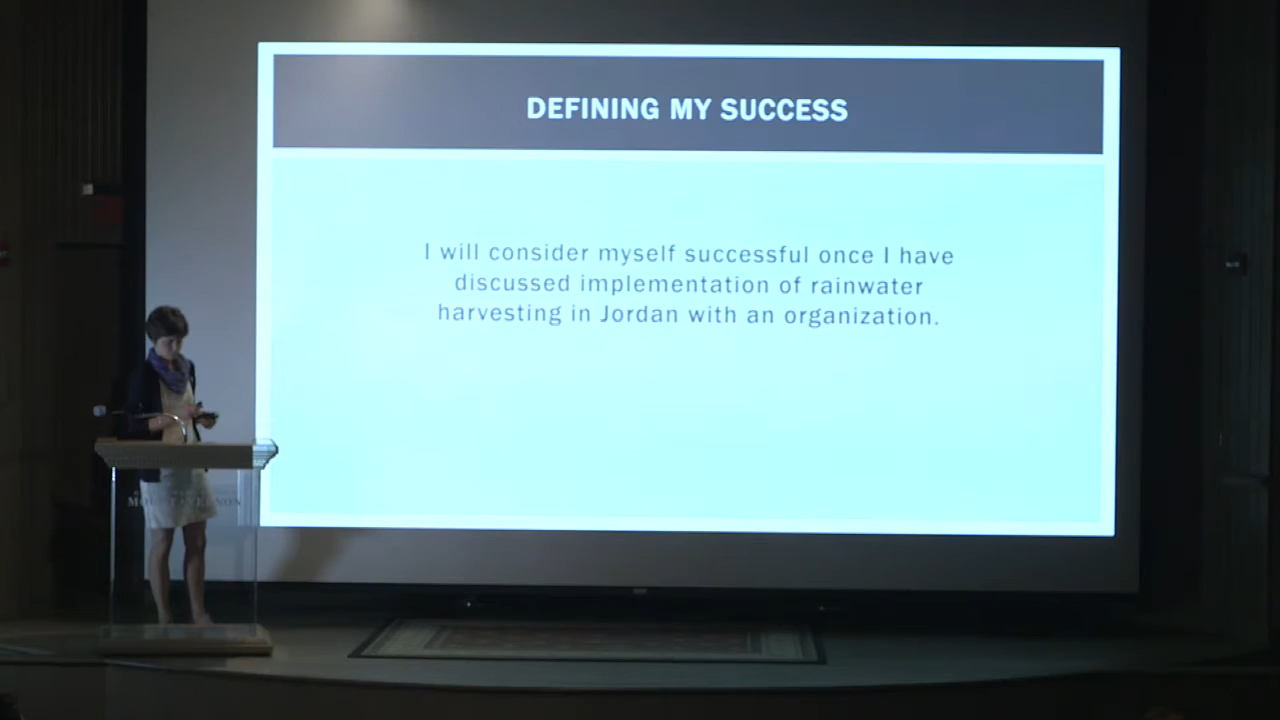 DEFINING MY SUCCESS
I will consider myself successful once I have
discussed implementation of rainwater
harvesting in Jordan with an organization.